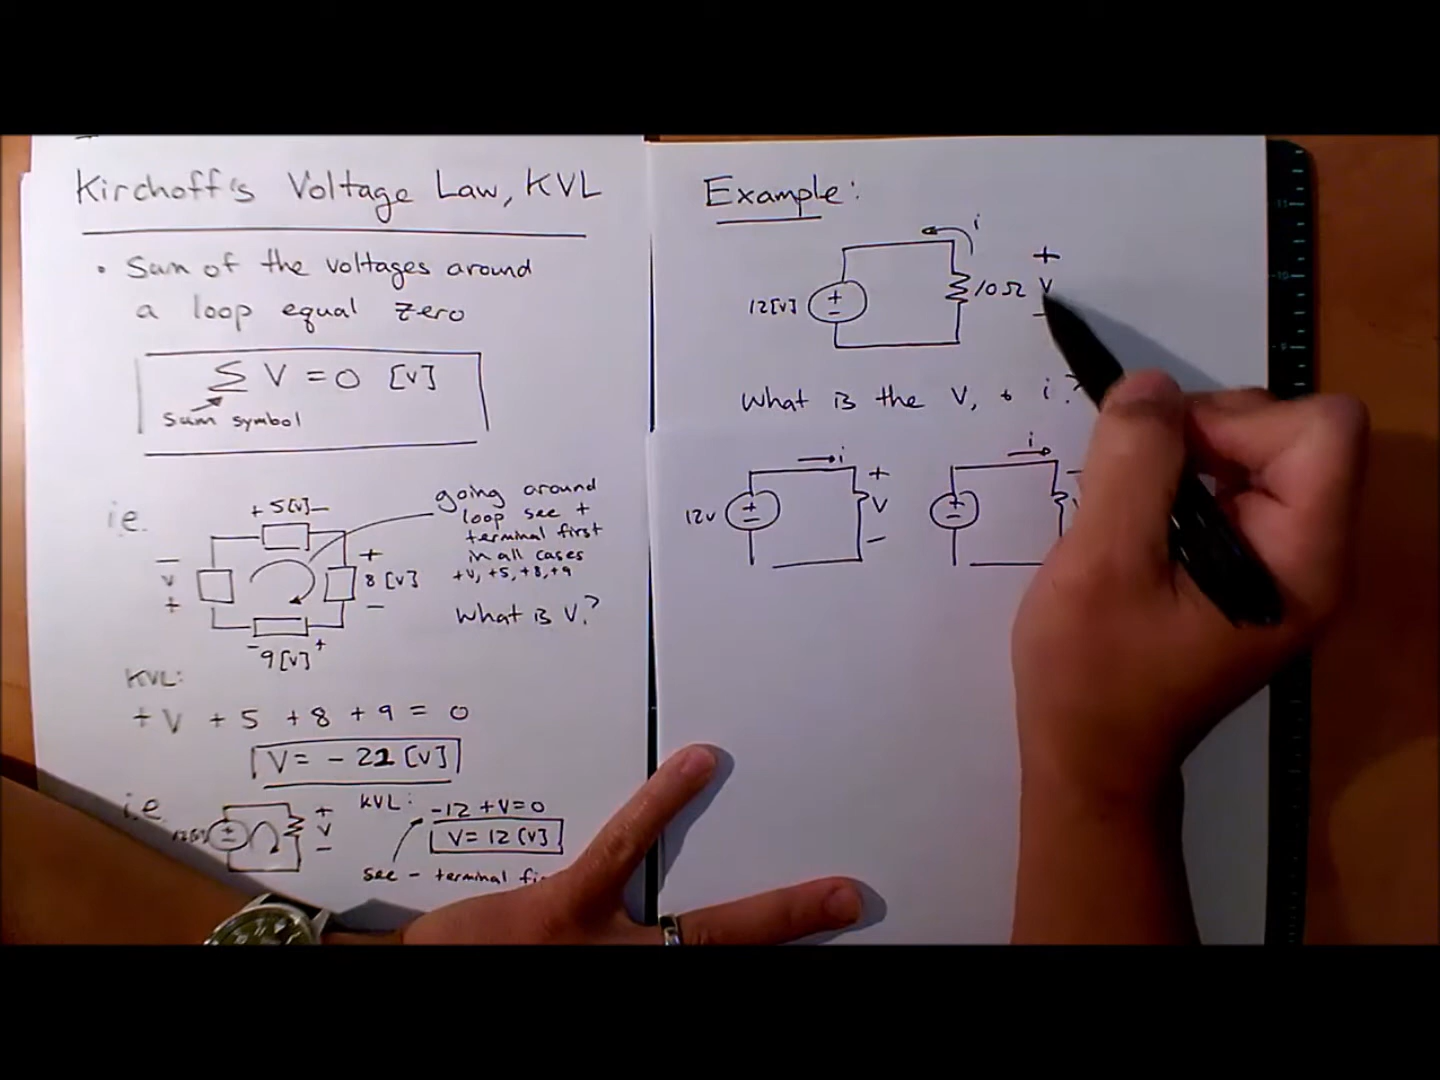 Kirchoff's Voltage Law, KVL
• Sum of the voltages around
a loop equal zero
Σ V = 0 [v]
Sum symbol
i.e.
+ 5[v] -
going around
loop see +
terminal first
in all cases
+v, +5, +8, +9
- v +
+ 8 [v] -
- 9[v] +
What is V?
KVL:
+ V + 5 + 8 + 9 = 0
V = - 22 [v]
i.e
+ V -
KVL: -12 + V = 0
V = 12 [v]
see - terminal
Example:
i
12[v]
+ -
10Ω
+ V -
What is the V, & i?
i
12v
+ -
+ V -
i
+ -